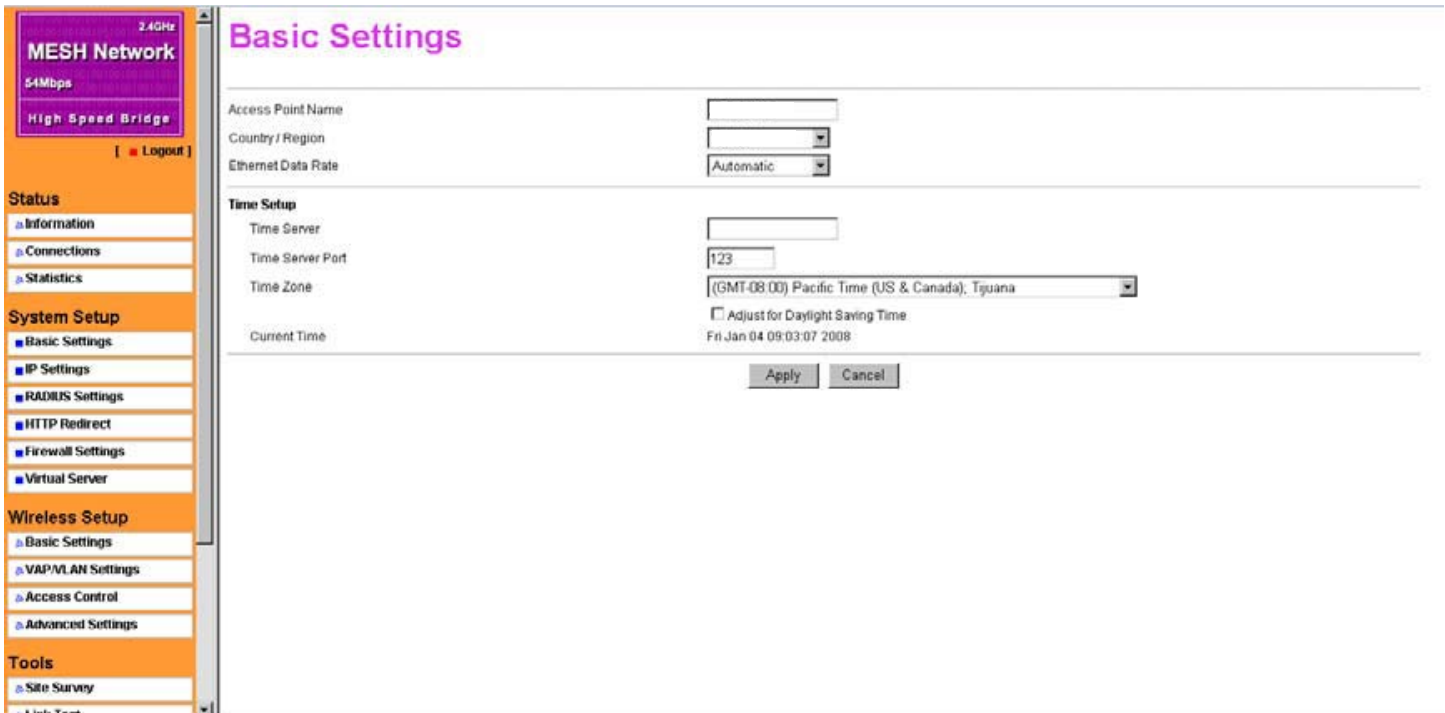 2.4GHz
MESH Network
54Mbps
High Speed Bridge
[ Logout ]
Status
Information
Connections
Statistics
System Setup
Basic Settings
IP Settings
RADIUS Settings
HTTP Redirect
Firewall Settings
Virtual Server
Wireless Setup
Basic Settings
VAP/VLAN Settings
Access Control
Advanced Settings
Tools
Site Survey
Link Test
Basic Settings
Access Point Name
Country / Region
Ethernet Data Rate Automatic
Time Setup
Time Server
Time Server Port 123
Time Zone (GMT-08:00) Pacific Time (US & Canada); Tijuana
Adjust for Daylight Saving Time
Current Time Fri Jan 04 09:03:07 2008
Apply Cancel